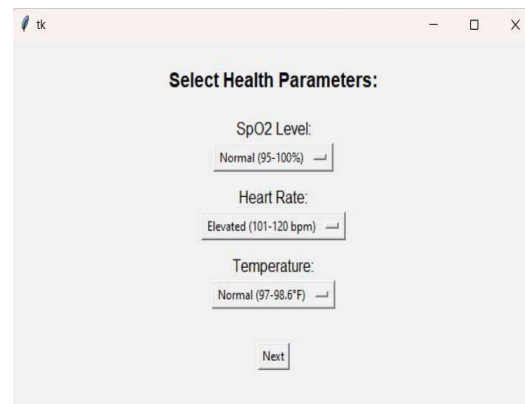 tk
Select Health Parameters:
SpO2 Level:
Normal (95-100%)
Heart Rate:
Elevated (101-120 bpm)
Temperature:
Normal (97-98.6°F)
Next